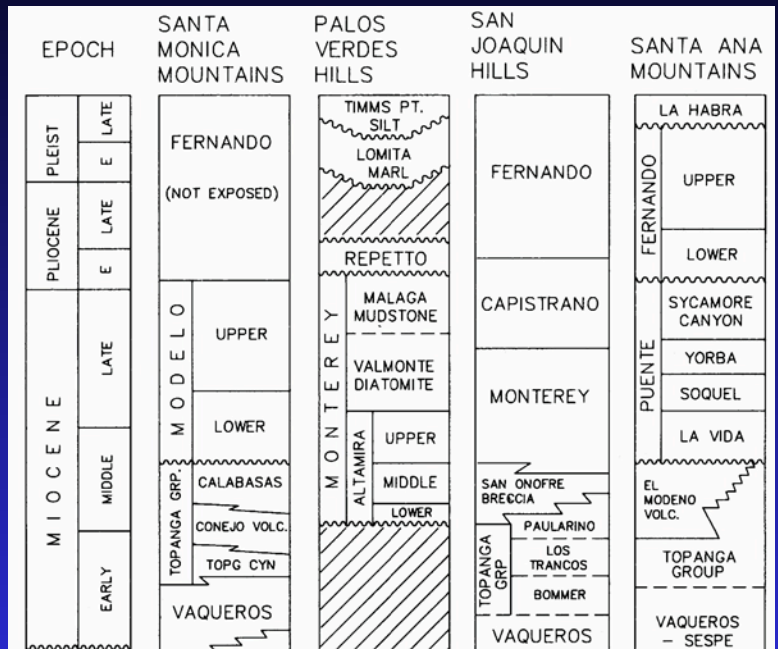 EPOCH
SANTA
MONICA
MOUNTAINS
PALOS
VERDES
HILLS
SAN
JOAQUIN
HILLS
SANTA ANA
MOUNTAINS
PLEIST
LATE
E
PLIOCENE
LATE
E
MIOCENE
LATE
MIDDLE
EARLY
FERNANDO
(NOT EXPOSED)
MODELO
UPPER
LOWER
TOPANGA GRP.
CALABASAS
CONEJO VOLC.
TOPG CYN
VAQUEROS
TIMMS PT.
SILT
LOMITA
MARL
REPETTO
MONTEREY
MALAGA
MUDSTONE
VALMONTE
DIATOMITE
ALTAMIRA
UPPER
MIDDLE
LOWER
FERNANDO
CAPISTRANO
MONTEREY
SAN ONOFRE
BRECCIA
TOPANGA
GRP
PAULARINO
LOS
TRANCOS
BOMMER
VAQUEROS
LA HABRA
FERNANDO
UPPER
LOWER
PUENTE
SYCAMORE
CANYON
YORBA
SOQUEL
LA VIDA
EL
MODENO
VOLC.
TOPANGA
GROUP
VAQUEROS
- SESPE